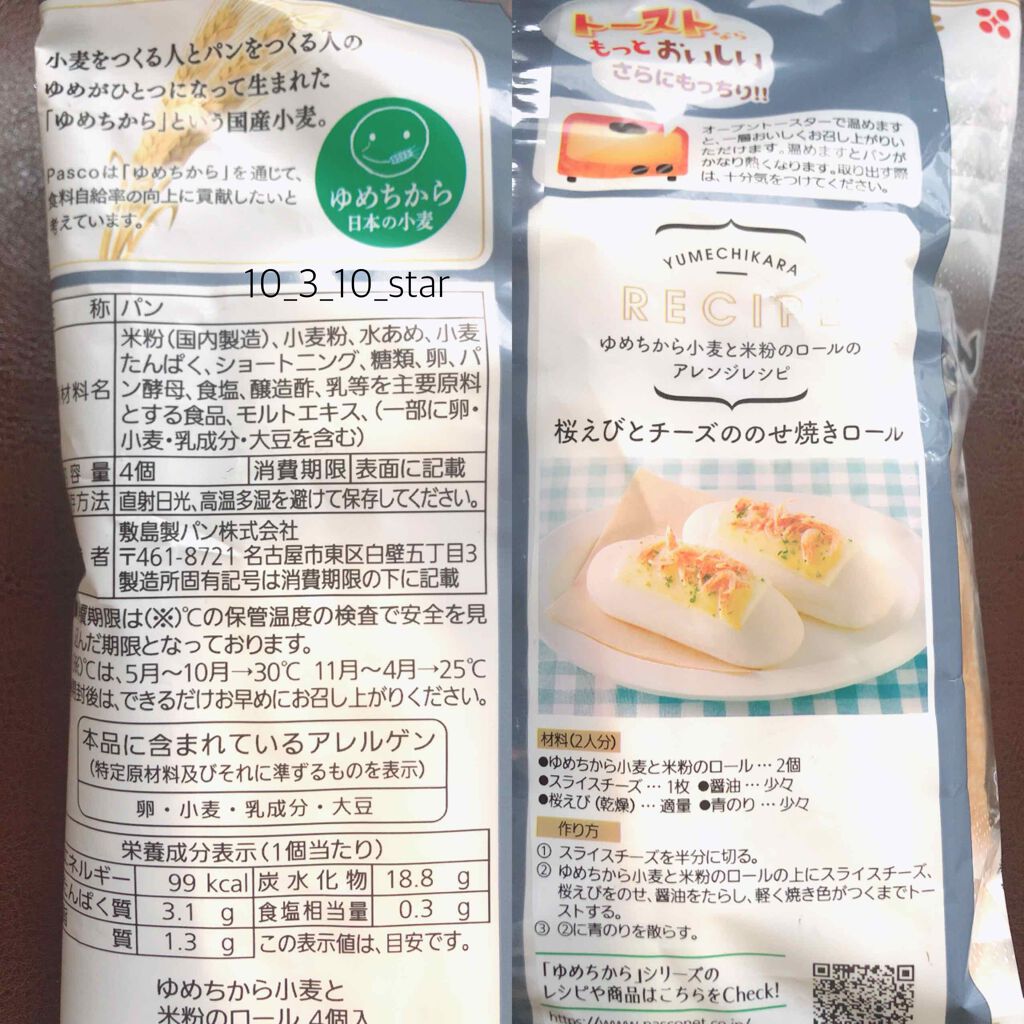 小麦をつくる人とパンをつくる人の
ゆめがひとつになって生まれた
「ゆめちから」という国産小麦。
Pascoは「ゆめちから」を通じて、
食料自給率の向上に貢献したいと
考えています。
ゆめちから
日本の小麦
10_3_10_star
称 パン
材料名 米粉(国内製造)、小麦粉、水あめ、小麦
たんぱく、ショートニング、糖類、卵、パ
ン酵母、食塩、醸造酢、乳等を主要原料
とする食品、モルトエキス、(一部に卵・
小麦・乳成分・大豆を含む)
容量 4個 消費期限 表面に記載
方法 直射日光、高温多湿を避けて保存してください。
者 敷島製パン株式会社
〒461-8721 名古屋市東区白壁五丁目3
製造所固有記号は消費期限の下に記載
期限は(※)℃の保管温度の検査で安全を見
込んだ期限となっております。
℃は、5月〜10月→30℃ 11月〜4月→25℃
開封後は、できるだけお早めにお召し上がりください。
本品に含まれているアレルゲン
(特定原材料及びそれに準ずるものを表示)
卵・小麦・乳成分・大豆
栄養成分表示(1個当たり)
エネルギー 99 kcal 炭水化物 18.8 g
たんぱく質 3.1 g 食塩相当量 0.3 g
質 1.3 g この表示値は、目安です。
ゆめちから小麦と
米粉のロール 4個入
トーストなら
もっとおいしい
さらにもっちり!!
オーブントースターで温めます
と、一層おいしくお召し上がりい
ただけます。温めますとパンが
かなり熱くなります。取り出す際
は、十分気をつけてください。
YUMECHIKARA
RECIPE
ゆめちから小麦と米粉のロールの
アレンジレシピ
桜えびとチーズののせ焼きロール
材料(2人分)
●ゆめちから小麦と米粉のロール… 2個
●スライスチーズ … 1枚 ●醤油 … 少々
●桜えび(乾燥)… 適量 ●青のり … 少々
作り方
① スライスチーズを半分に切る。
② ゆめちから小麦と米粉のロールの上にスライスチーズ、
桜えびをのせ、醤油をたらし、軽く焼き色がつくまでトー
ストする。
③ ②に青のりを散らす。
「ゆめちから」シリーズの
レシピや商品はこちらをCheck!
https://www.pasconet.co.jp/